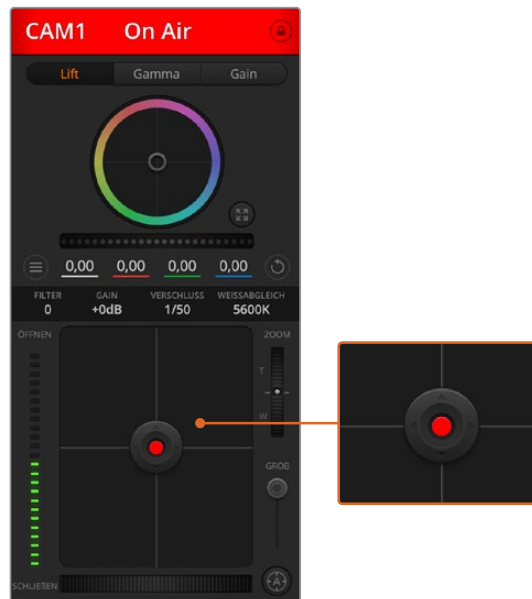 CAM1 On Air
Lift Gamma Gain
0,00 0,00 0,00 0,00
FILTER GAIN VERSCHLUSS WEISSABGLEICH
0 +0dB 1/50 5600K
ÖFFNEN ZOOM
T
W
GROB
SCHLIEßEN A